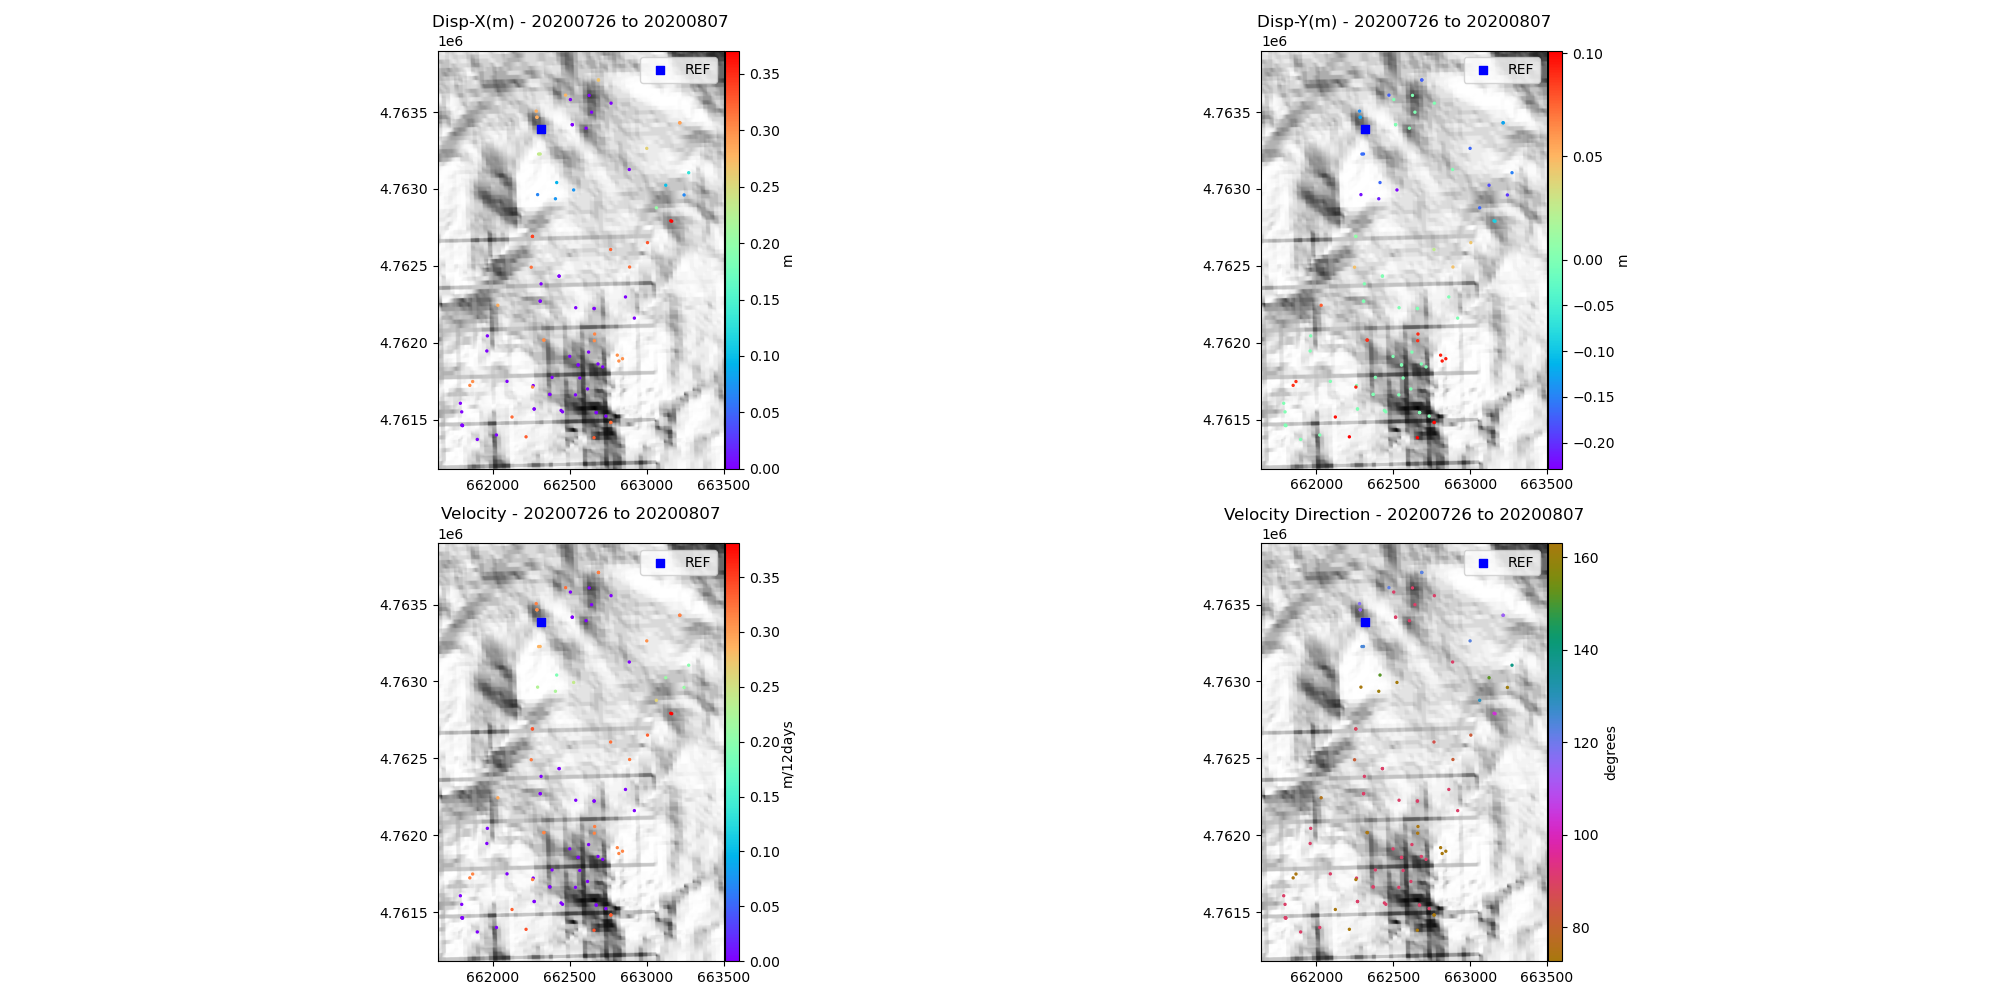 Disp-X(m) - 20200726 to 20200807
1e6
REF
4.7635
4.7630
4.7625
4.7620
4.7615
662000 662500 663000 663500
0.35
0.30
0.25
0.20
0.15
0.10
0.05
0.00
m
Disp-Y(m) - 20200726 to 20200807
1e6
REF
4.7635
4.7630
4.7625
4.7620
4.7615
662000 662500 663000 663500
0.10
0.05
0.00
−0.05
−0.10
−0.15
−0.20
m
Velocity - 20200726 to 20200807
1e6
REF
4.7635
4.7630
4.7625
4.7620
4.7615
662000 662500 663000 663500
0.35
0.30
0.25
0.20
0.15
0.10
0.05
0.00
m/12days
Velocity Direction - 20200726 to 20200807
1e6
REF
4.7635
4.7630
4.7625
4.7620
4.7615
662000 662500 663000 663500
160
140
120
100
80
degrees